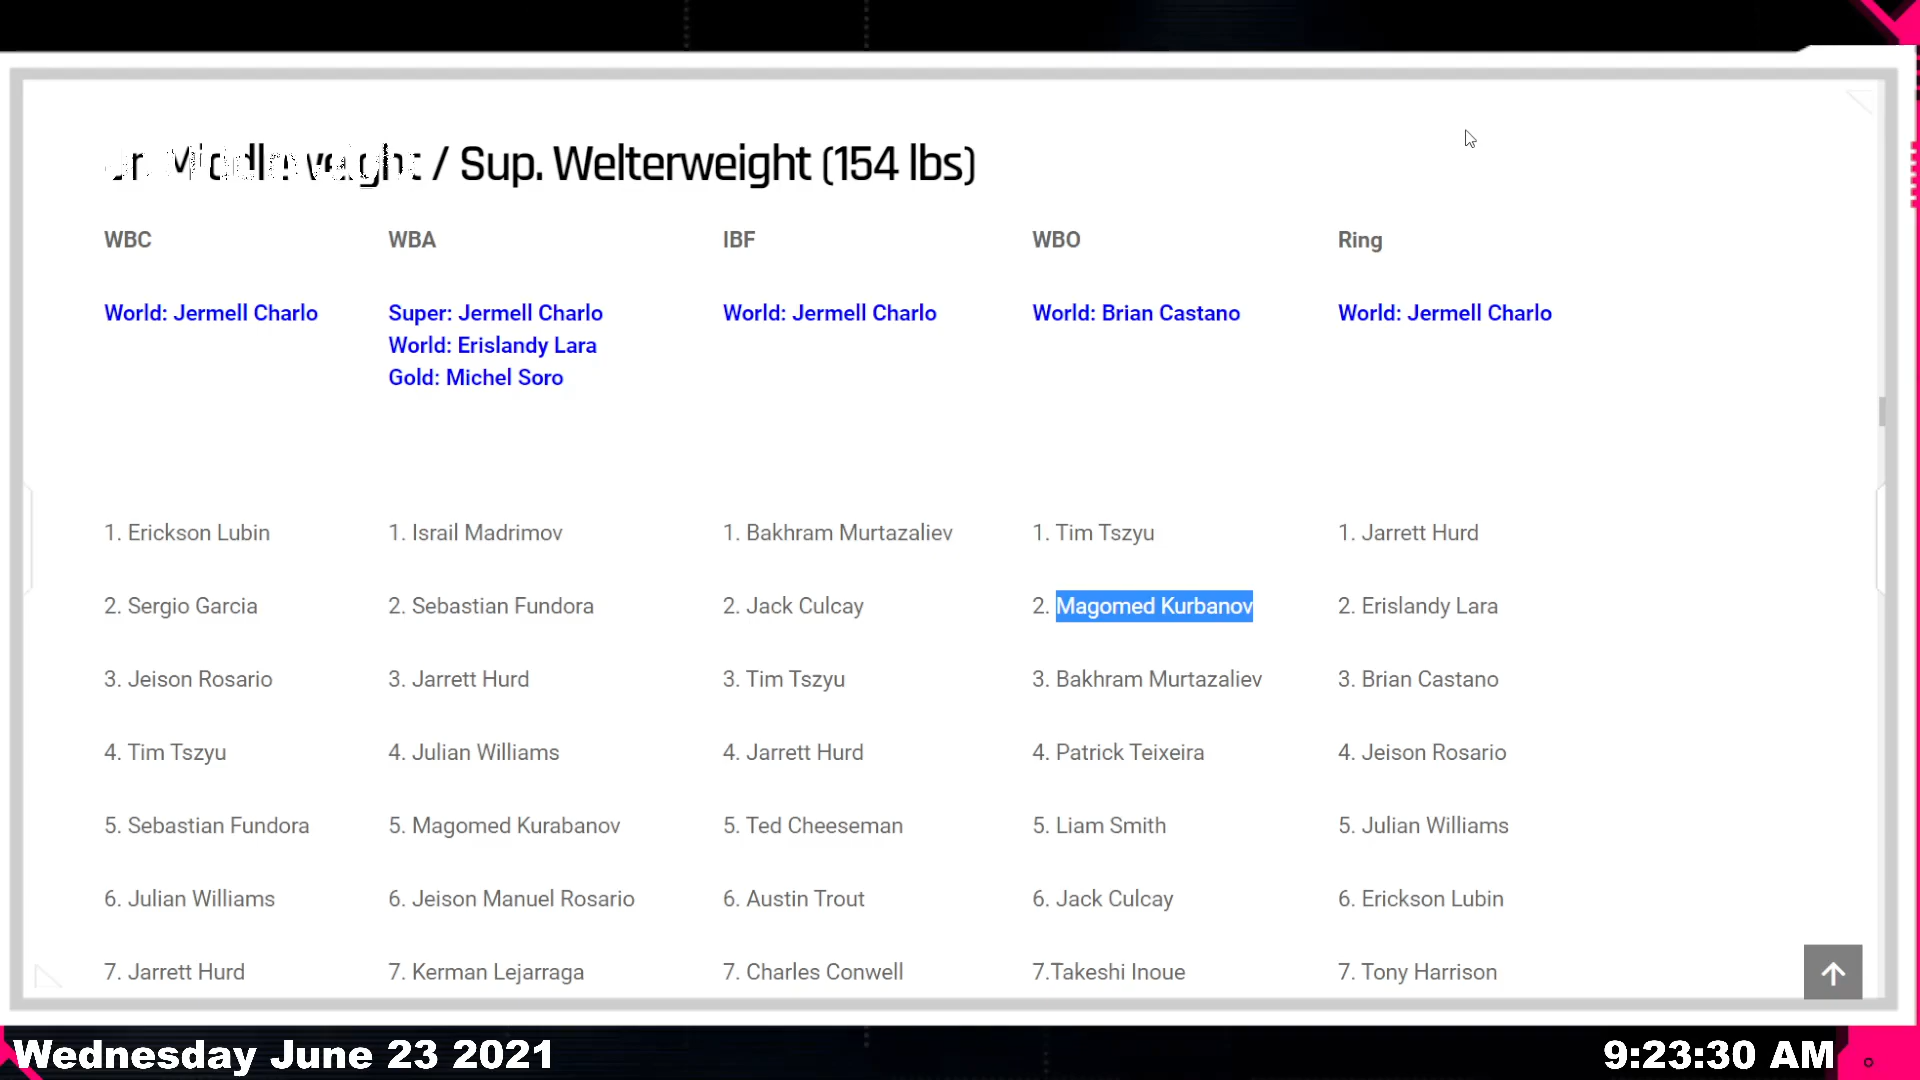 Jr. Middleweight / Sup. Welterweight (154 lbs)
WBC WBA IBF WBO Ring
World: Jermell Charlo Super: Jermell Charlo World: Jermell Charlo World: Brian Castano World: Jermell Charlo
World: Erislandy Lara
Gold: Michel Soro
1. Erickson Lubin 1. Israil Madrimov 1. Bakhram Murtazaliev 1. Tim Tszyu 1. Jarrett Hurd
2. Sergio Garcia 2. Sebastian Fundora 2. Jack Culcay 2. Magomed Kurbanov 2. Erislandy Lara
3. Jeison Rosario 3. Jarrett Hurd 3. Tim Tszyu 3. Bakhram Murtazaliev 3. Brian Castano
4. Tim Tszyu 4. Julian Williams 4. Jarrett Hurd 4. Patrick Teixeira 4. Jeison Rosario
5. Sebastian Fundora 5. Magomed Kurabanov 5. Ted Cheeseman 5. Liam Smith 5. Julian Williams
6. Julian Williams 6. Jeison Manuel Rosario 6. Austin Trout 6. Jack Culcay 6. Erickson Lubin
7. Jarrett Hurd 7. Kerman Lejarraga 7. Charles Conwell 7.Takeshi Inoue 7. Tony Harrison
Wednesday June 23 2021 9:23:30 AM